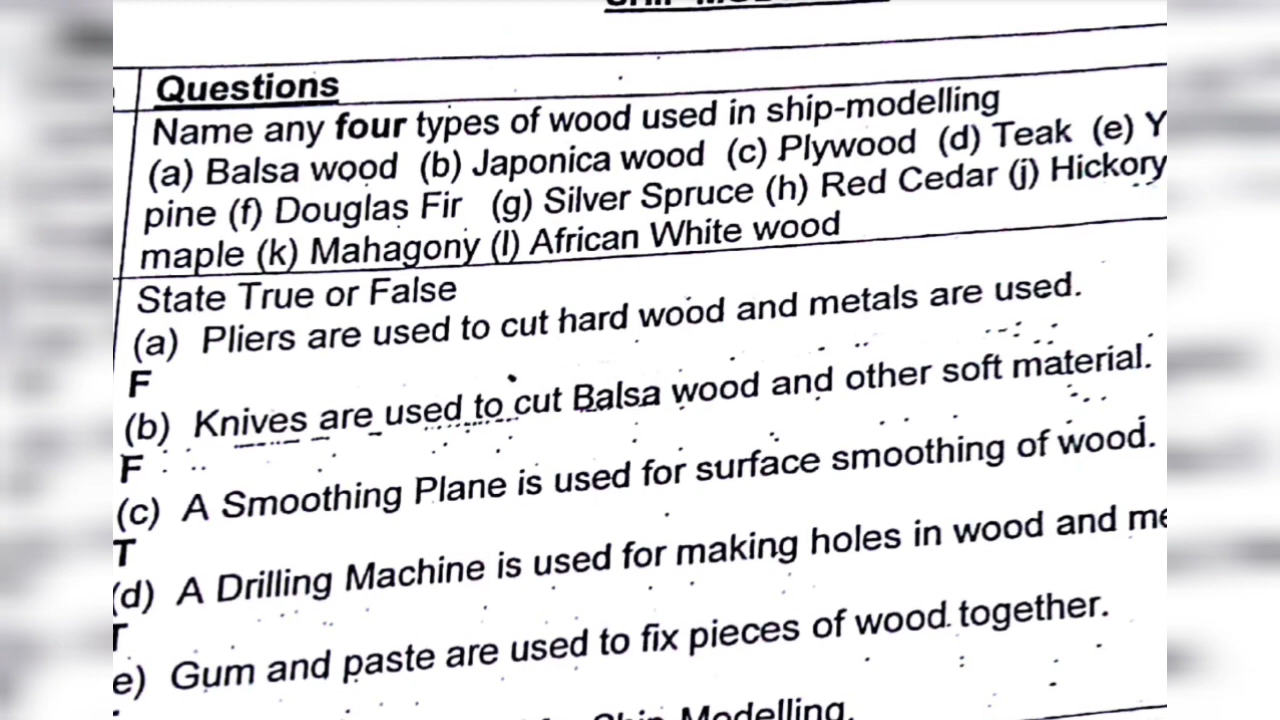 Questions
Name any four types of wood used in ship-modelling
(a) Balsa wood (b) Japonica wood (c) Plywood (d) Teak (e) Y
pine (f) Douglas Fir (g) Silver Spruce (h) Red Cedar (j) Hickory
maple (k) Mahagony (l) African White wood
State True or False
(a) Pliers are used to cut hard wood and metals are used.
F
(b) Knives are used to cut Balsa wood and other soft material.
F
(c) A Smoothing Plane is used for surface smoothing of wood.
T
(d) A Drilling Machine is used for making holes in wood and me
T
e) Gum and paste are used to fix pieces of wood together.
Ship Modelling.